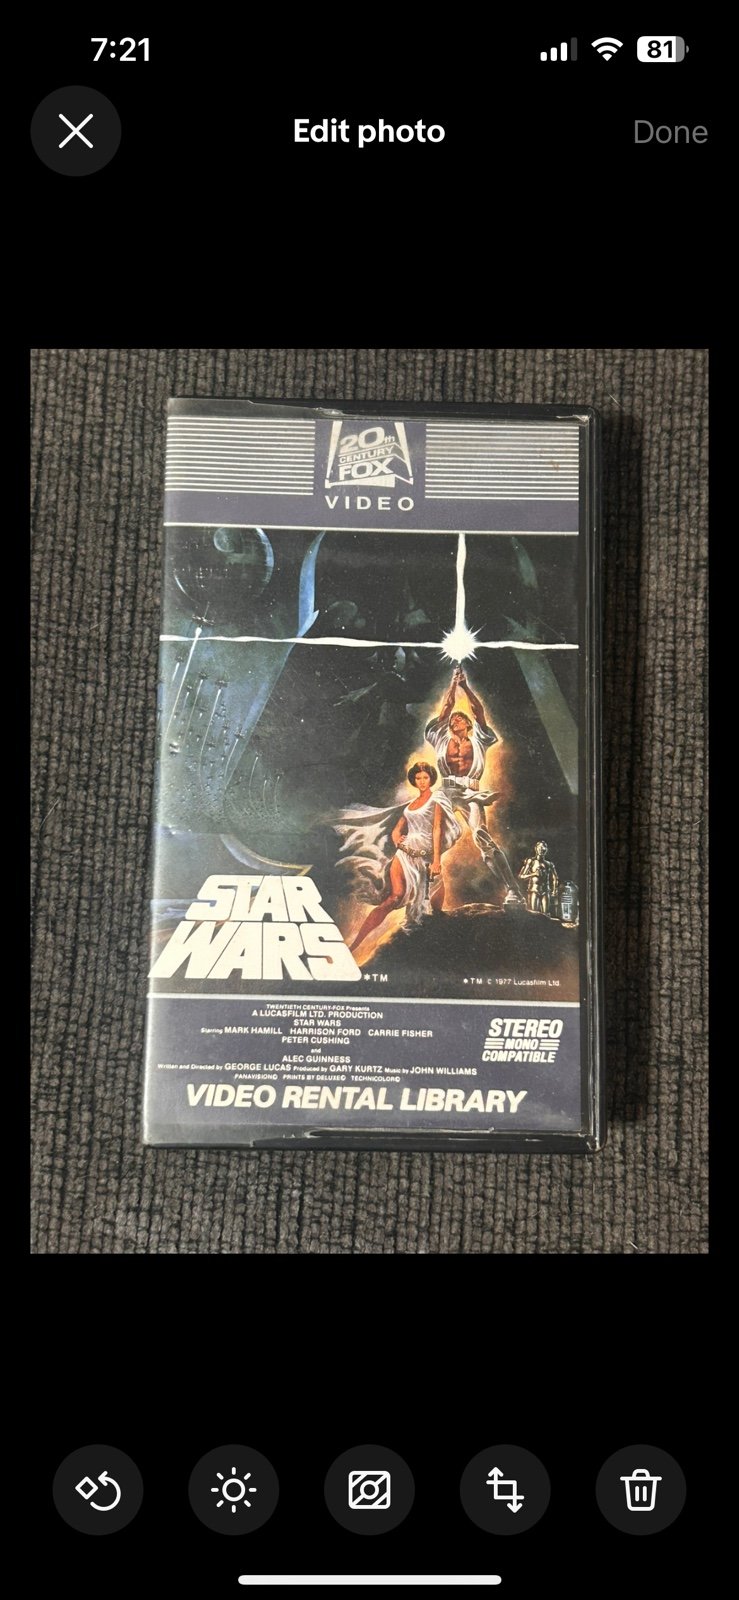 7:21
81
Edit photo
Done
20th
CENTURY
FOX
VIDEO
STAR
WARS
*TM
*TM © 1977 Lucasfilm Ltd.
TWENTIETH CENTURY-FOX Presents
A LUCASFILM LTD. PRODUCTION
STAR WARS
Starring MARK HAMILL HARRISON FORD CARRIE FISHER
PETER CUSHING
and
ALEC GUINNESS
Written and Directed by GEORGE LUCAS Produced by GARY KURTZ Music by JOHN WILLIAMS
PANAVISION® PRINTS BY DELUXE® TECHNICOLOR®
STEREO
MONO
COMPATIBLE
VIDEO RENTAL LIBRARY